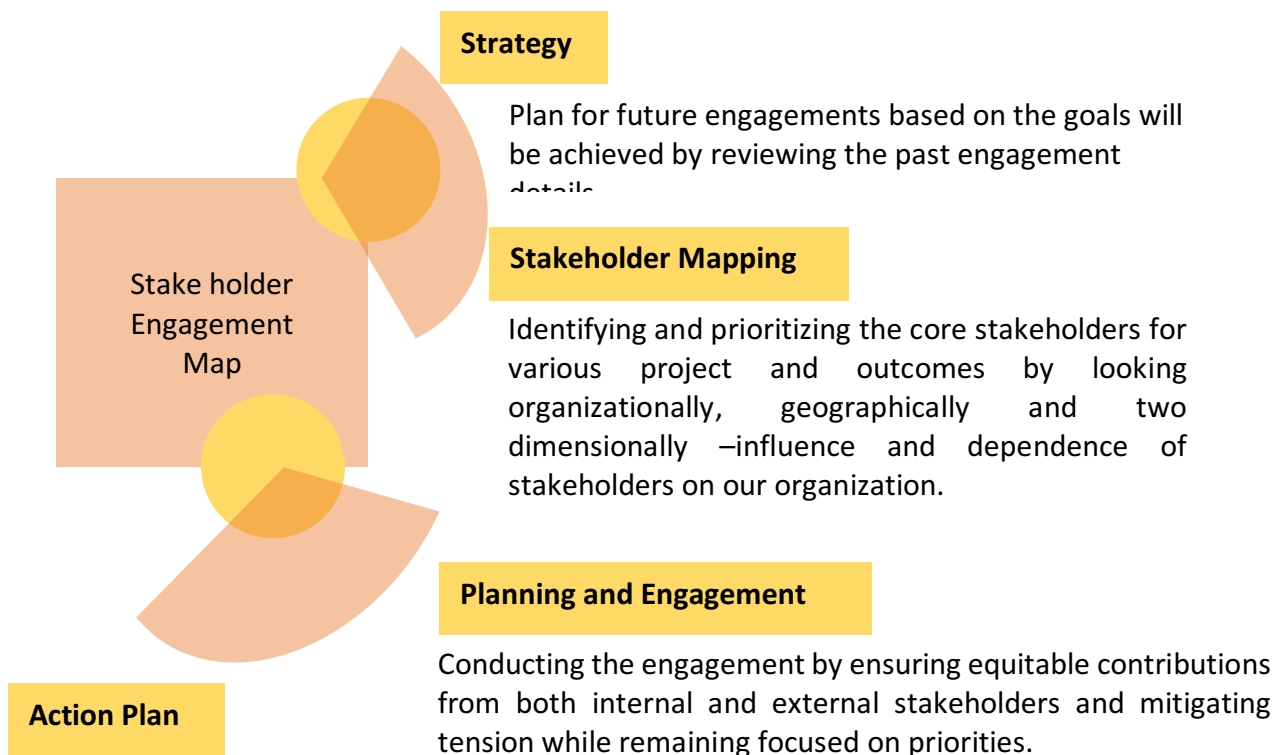 Strategy
Plan for future engagements based on the goals will
be achieved by reviewing the past engagement
details
Stake holder
Engagement
Map
Stakeholder Mapping
Identifying and prioritizing the core stakeholders for
various project and outcomes by looking
organizationally, geographically and two
dimensionally –influence and dependence of
stakeholders on our organization.
Planning and Engagement
Conducting the engagement by ensuring equitable contributions
from both internal and external stakeholders and mitigating
tension while remaining focused on priorities.
Action Plan